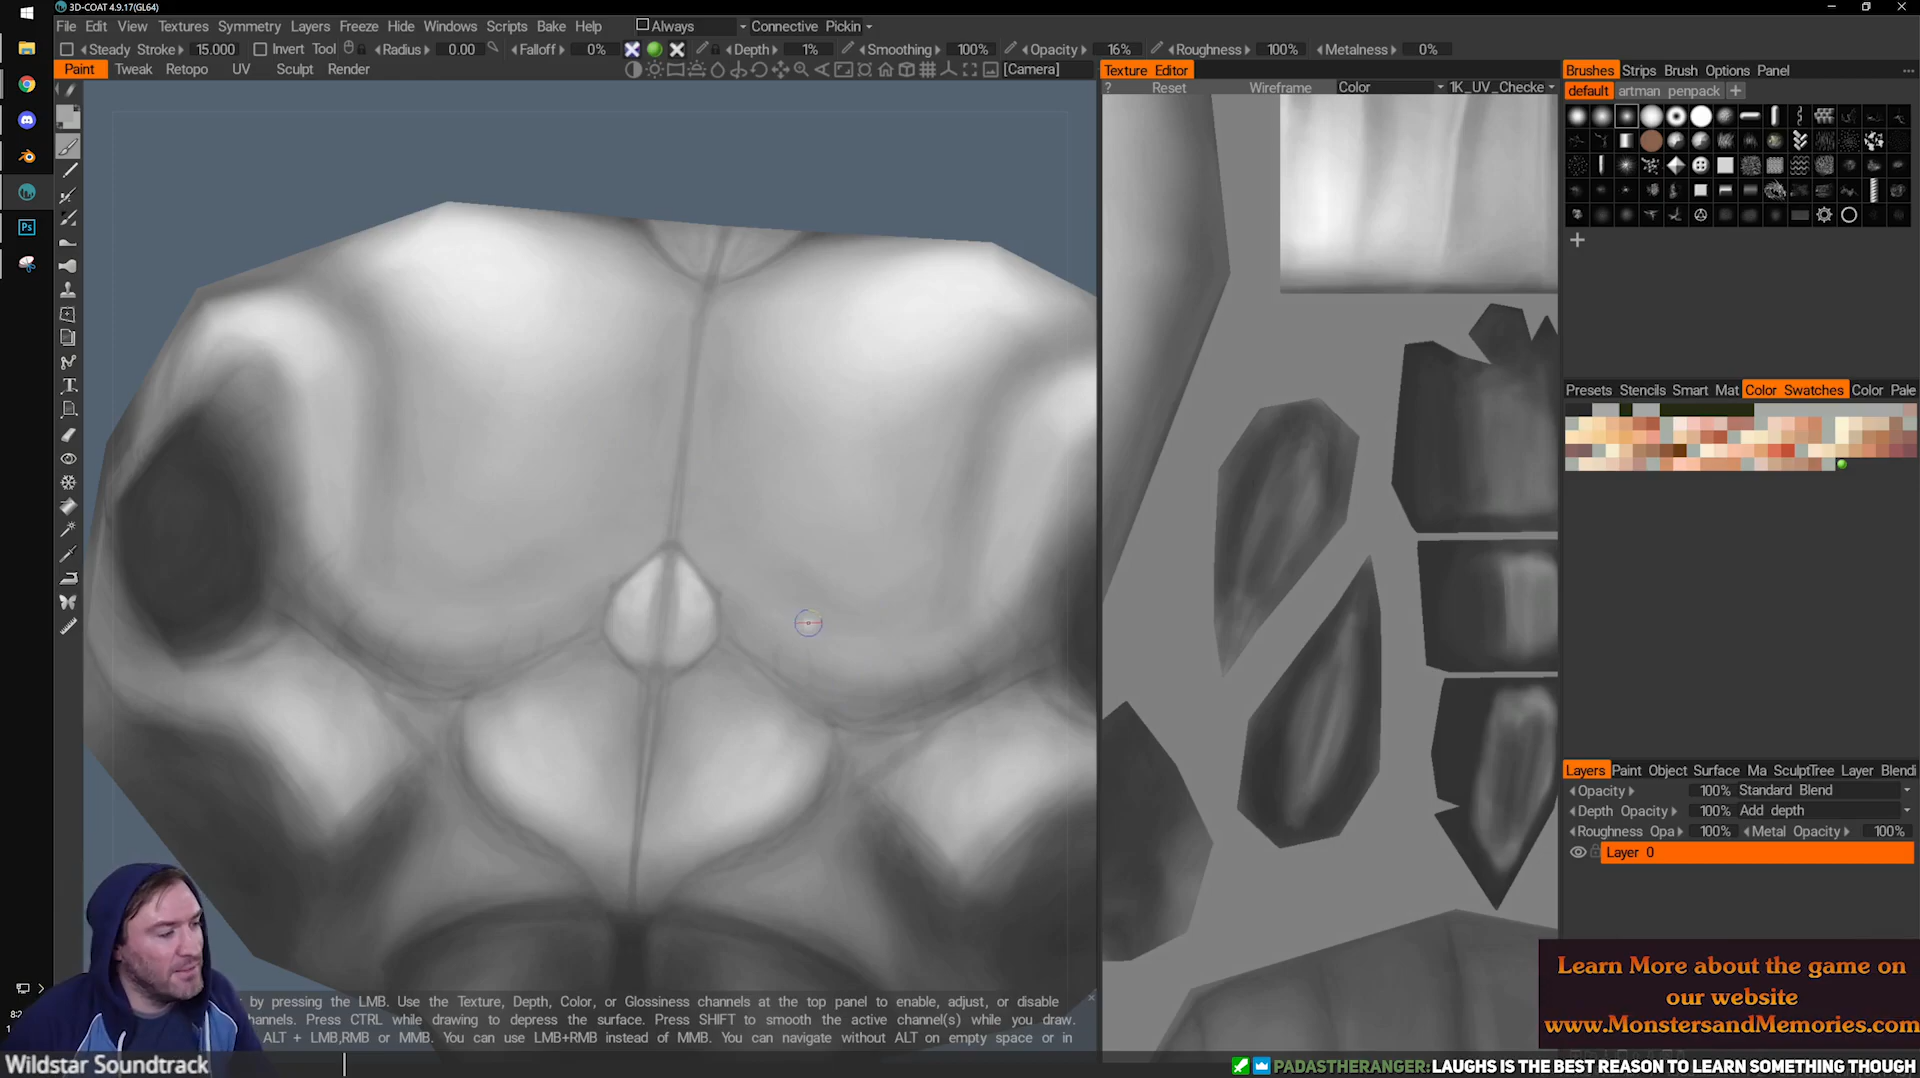 3D-COAT 4.9.17(GL64)
File Edit View Textures Symmetry Layers Freeze Hide Windows Scripts Bake Help Always Connective Pickin
Steady Stroke 15.000 Invert Tool Radius 0.00 Falloff 0% Depth 1% Smoothing 100% Opacity 16% Roughness 100% Metalness 0%
Paint Tweak Retopo UV Sculpt Render [Camera] Texture Editor Brushes Strips Brush Options Panel
? Reset Wireframe Color 1K_UV_Checke default artman penpack +
Presets Stencils Smart Mat Color Swatches Color Pale
Layers Paint Object Surface Ma SculptTree Layer Blendi
Opacity 100% Standard Blend
Depth Opacity 100% Add depth
Roughness Opa 100% Metal Opacity 100%
Layer 0
by pressing the LMB. Use the Texture, Depth, Color, or Glossiness channels at the top panel to enable, adjust, or disable
hannels. Press CTRL while drawing to depress the surface. Press SHIFT to smooth the active channel(s) while you draw.
ALT + LMB,RMB or MMB. You can use LMB+RMB instead of MMB. You can navigate without ALT on empty space or in
Learn More about the game on
our website
www.MonstersandMemories.com
Wildstar Soundtrack
PADASTHERANGER: LAUGHS IS THE BEST REASON TO LEARN SOMETHING THOUGH
Ps